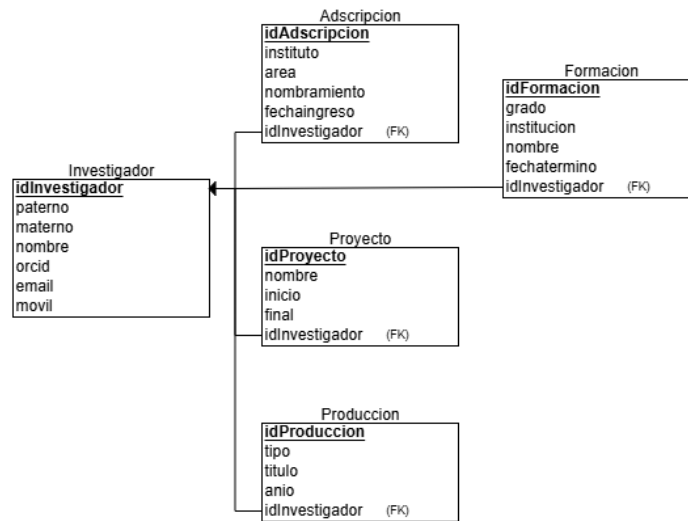 Adscripcion
idAdscripcion
instituto
area
nombramiento
fechaingreso
idInvestigador (FK)
Formacion
idFormacion
grado
institucion
nombre
fechatermino
idInvestigador (FK)
Investigador
idInvestigador
paterno
materno
nombre
orcid
email
movil
Proyecto
idProyecto
nombre
inicio
final
idInvestigador (FK)
Produccion
idProduccion
tipo
titulo
anio
idInvestigador (FK)